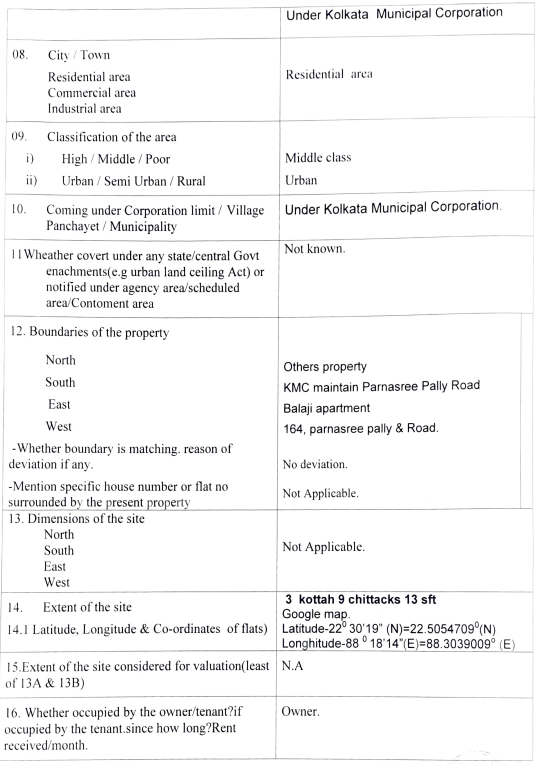 Under Kolkata Municipal Corporation
08. City / Town
Residential area
Commercial area
Industrial area
Residential area
09. Classification of the area
i) High / Middle / Poor
Middle class
ii) Urban / Semi Urban / Rural
Urban
10. Coming under Corporation limit / Village
Panchayet / Municipality
Under Kolkata Municipal Corporation.
11Wheather covert under any state/central Govt
enachments(e.g urban land ceiling Act) or
notified under agency area/scheduled
area/Contoment area
Not known.
12. Boundaries of the property
North
Others property
South
KMC maintain Parnasree Pally Road
East
Balaji apartment
West
164, parnasree pally & Road.
-Whether boundary is matching. reason of
deviation if any.
No deviation.
-Mention specific house number or flat no
surrounded by the present property
Not Applicable.
13. Dimensions of the site
North
South
East
West
Not Applicable.
14. Extent of the site
3 kottah 9 chittacks 13 sft
Google map.
14.1 Latitude, Longitude & Co-ordinates of flats)
Latitude-22⁰ 30'19" (N)=22.5054709⁰(N)
Longhitude-88 ⁰ 18'14"(E)=88.3039009⁰ (E)
15.Extent of the site considered for valuation(least
of 13A & 13B)
N.A
16. Whether occupied by the owner/tenant?if
occupied by the tenant.since how long?Rent
received/month.
Owner.